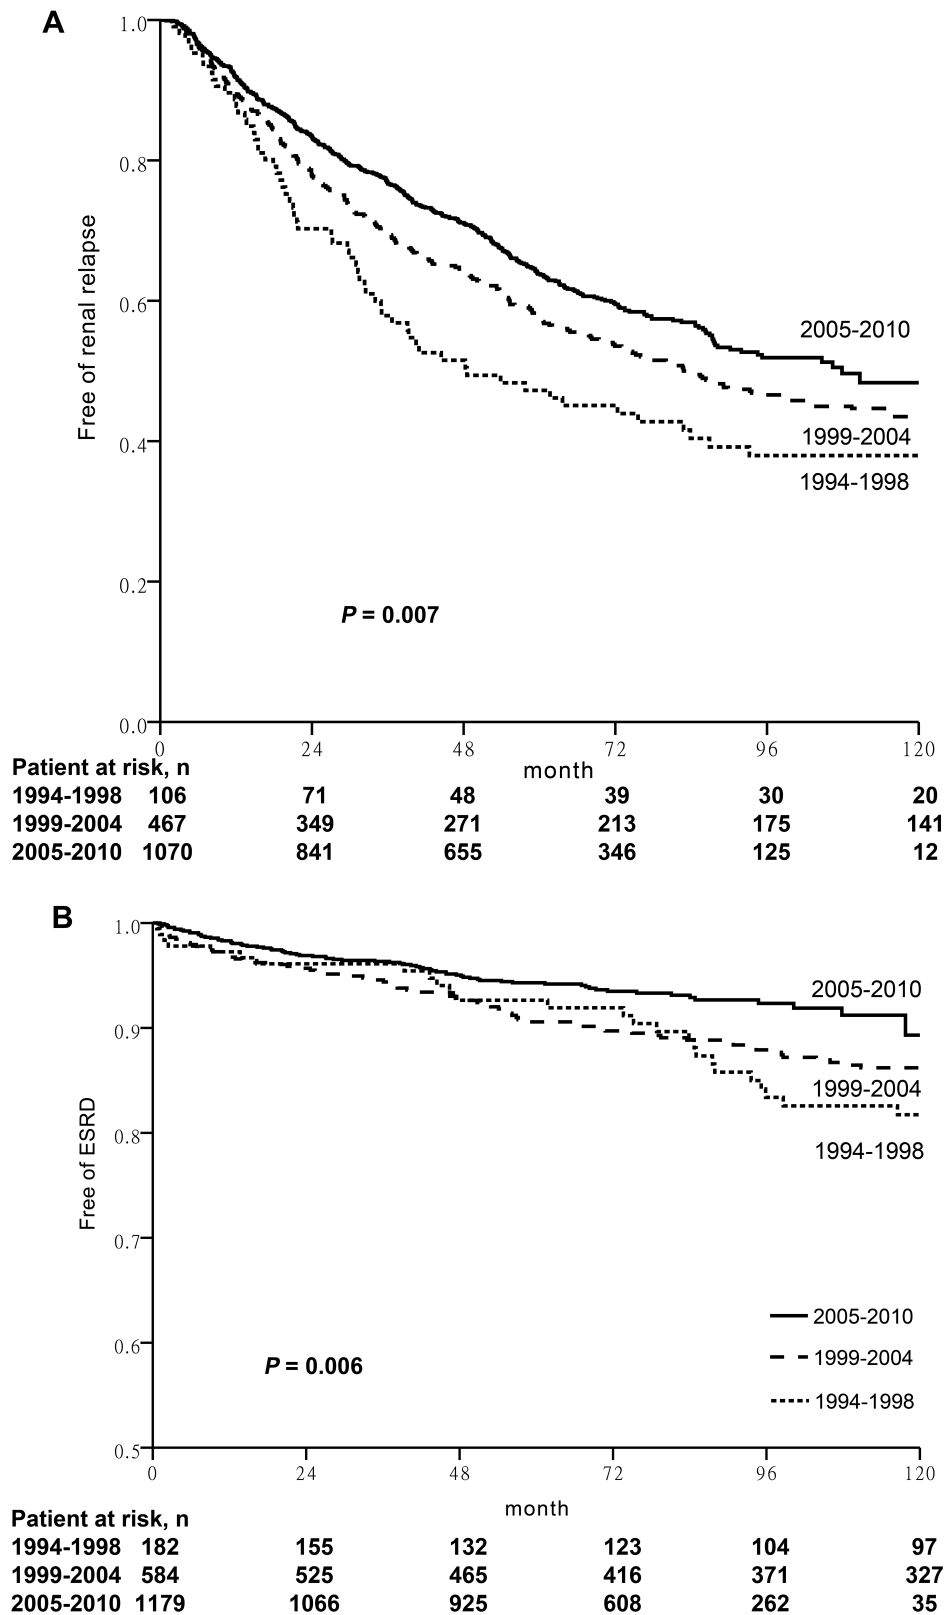 A
1.0
0.8
0.6
0.4
0.2
0.0
Free of renal relapse
2005-2010
1999-2004
1994-1998
P = 0.007
0 24 48 72 96 120
month
Patient at risk, n
1994-1998 106 71 48 39 30 20
1999-2004 467 349 271 213 175 141
2005-2010 1070 841 655 346 125 12
B
1.0
0.9
0.8
0.7
0.6
0.5
Free of ESRD
2005-2010
1999-2004
1994-1998
2005-2010
1999-2004
1994-1998
P = 0.006
0 24 48 72 96 120
month
Patient at risk, n
1994-1998 182 155 132 123 104 97
1999-2004 584 525 465 416 371 327
2005-2010 1179 1066 925 608 262 35